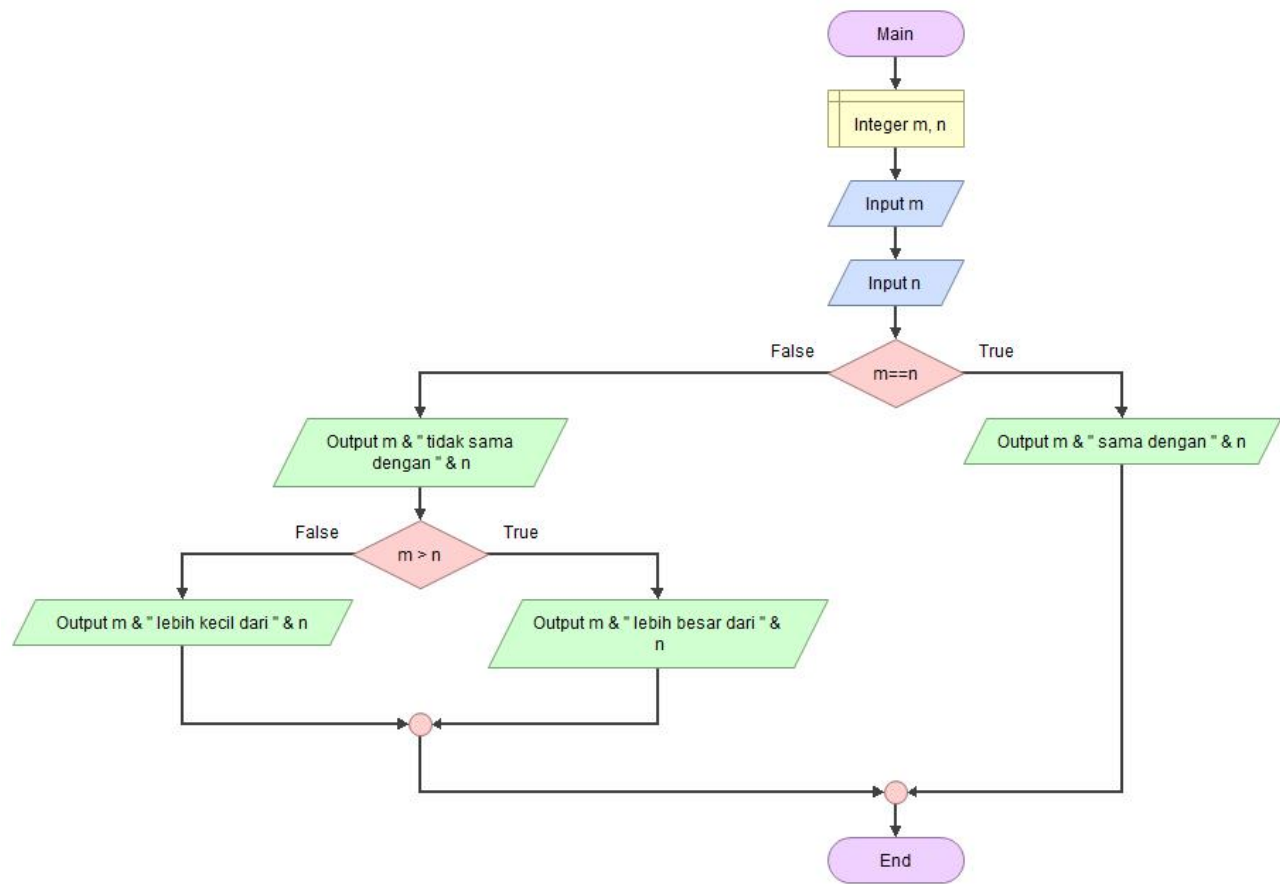 Main
Integer m, n
Input m
Input n
False
True
m==n
Output m & " tidak sama
dengan " & n
Output m & " sama dengan " & n
False
True
m > n
Output m & " lebih kecil dari " & n
Output m & " lebih besar dari " &
n
End